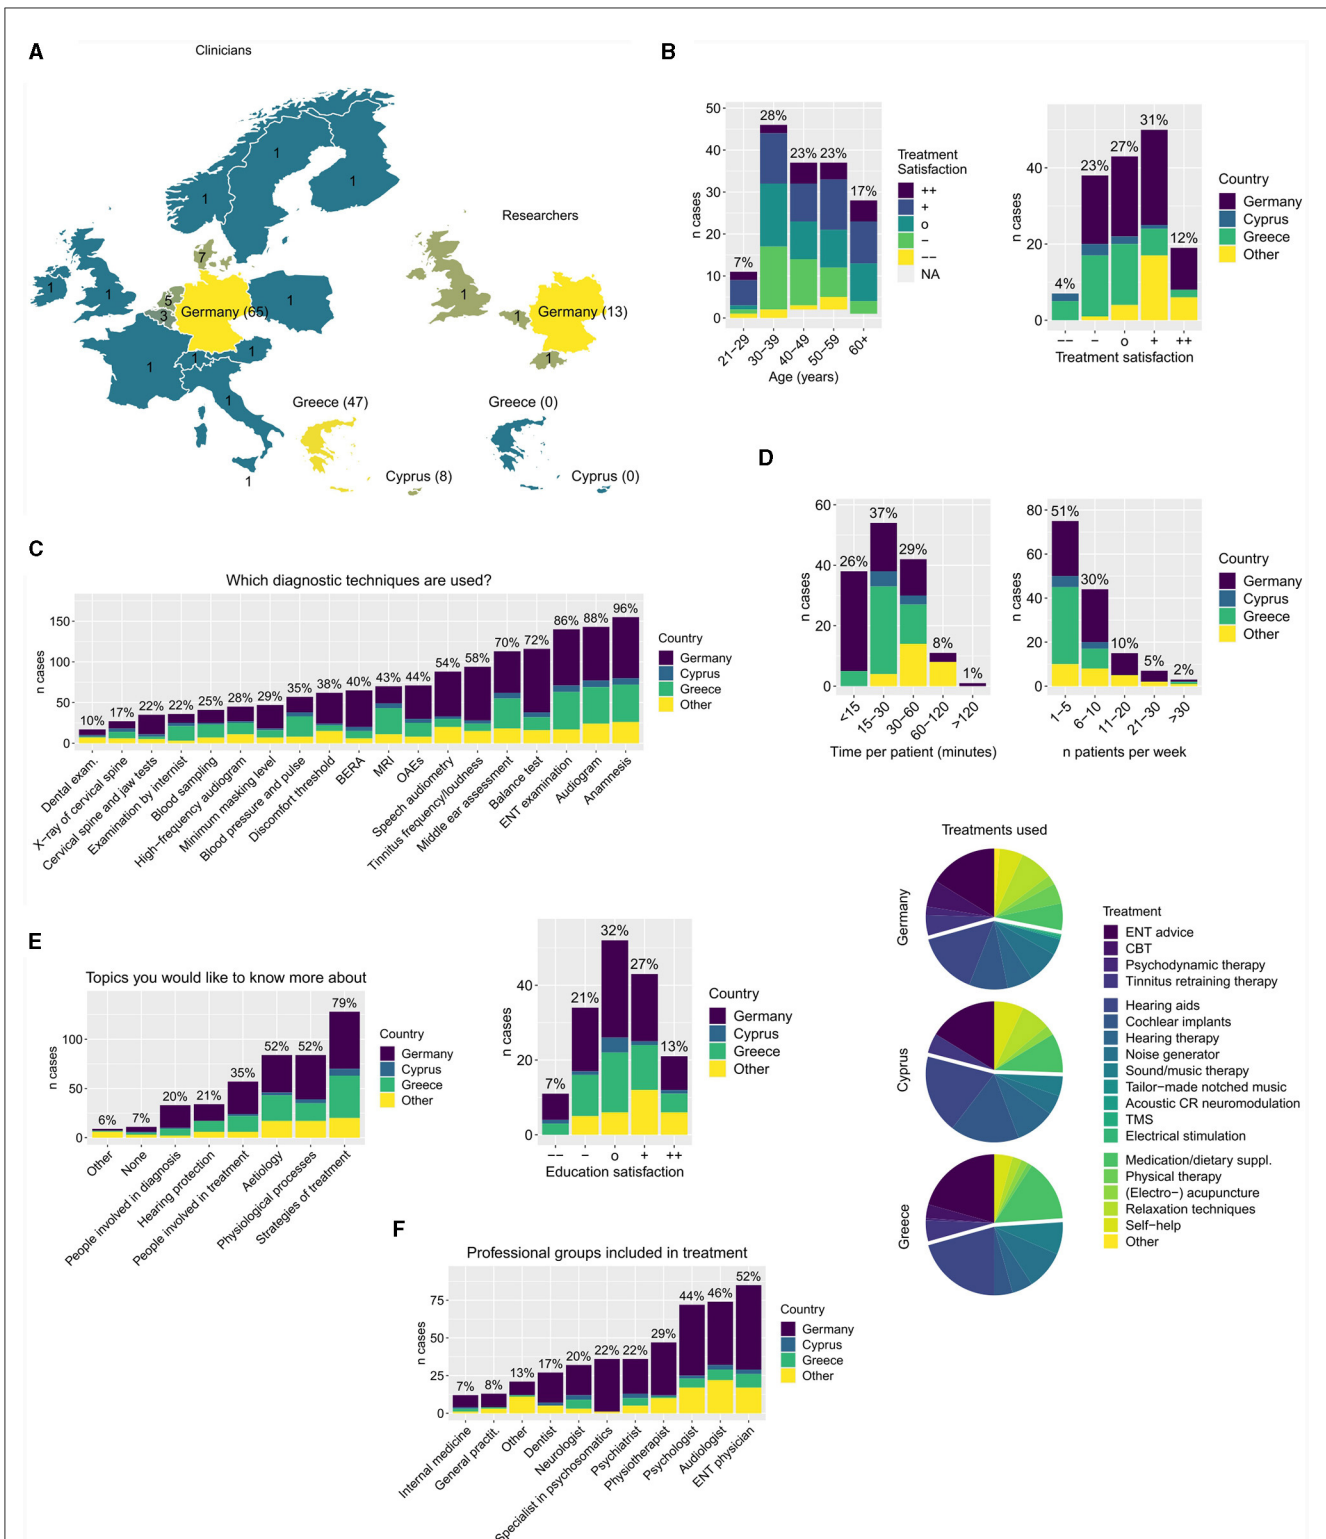 A
Clinicians
1
1
1
7
1
1
5
3
Germany (65)
1
1
1
1
1
1
Greece (47)
Cyprus (8)
Researchers
1
1
Germany (13)
1
Greece (0)
Cyprus (0)
B
50
40
30
20
10
0
n cases
7%
28%
23%
23%
17%
21−29
30−39
40−49
50−59
60+
Age (years)
Treatment
Satisfaction
++
+
o
−
−−
NA
40
20
0
n cases
4%
23%
27%
31%
12%
−−
−
o
+
++
Treatment satisfaction
Country
Germany
Cyprus
Greece
Other
C
Which diagnostic techniques are used?
150
100
50
0
n cases
10%
17%
22%
22%
25%
28%
29%
35%
38%
40%
43%
44%
54%
58%
70%
72%
86%
88%
96%
Dental exam.
X−ray of cervical spine
Cervical spine and jaw tests
Examination by internist
Blood sampling
High−frequency audiogram
Minimum masking level
Blood pressure and pulse
Discomfort threshold
BERA
MRI
OAEs
Speech audiometry
Tinnitus frequency/loudness
Middle ear assessment
Balance test
ENT examination
Audiogram
Anamnesis
Country
Germany
Cyprus
Greece
Other
D
60
40
20
0
n cases
26%
37%
29%
8%
1%
<15
15−30
30−60
60−120
>120
Time per patient (minutes)
80
60
40
20
0
n cases
51%
30%
10%
5%
2%
1−5
6−10
11−20
21−30
>30
n patients per week
Country
Germany
Cyprus
Greece
Other
Treatments used
Germany
Cyprus
Greece
Treatment
ENT advice
CBT
Psychodynamic therapy
Tinnitus retraining therapy
Hearing aids
Cochlear implants
Hearing therapy
Noise generator
Sound/music therapy
Tailor−made notched music
Acoustic CR neuromodulation
TMS
Electrical stimulation
Medication/dietary suppl.
Physical therapy
(Electro−) acupuncture
Relaxation techniques
Self−help
Other
E
Topics you would like to know more about
100
50
0
n cases
6%
7%
20%
21%
35%
52%
52%
79%
Other
None
People involved in diagnosis
Hearing protection
People involved in treatment
Aetiology
Physiological processes
Strategies of treatment
Country
Germany
Cyprus
Greece
Other
40
20
0
n cases
7%
21%
32%
27%
13%
−−
−
o
+
++
Education satisfaction
Country
Germany
Cyprus
Greece
Other
F
Professional groups included in treatment
75
50
25
0
n cases
7%
8%
13%
17%
20%
22%
22%
29%
44%
46%
52%
Internal medicine
General practit.
Other
Dentist
Neurologist
Specialist in psychosomatics
Psychiatrist
Physiotherapist
Psychologist
Audiologist
ENT physician
Country
Germany
Cyprus
Greece
Other